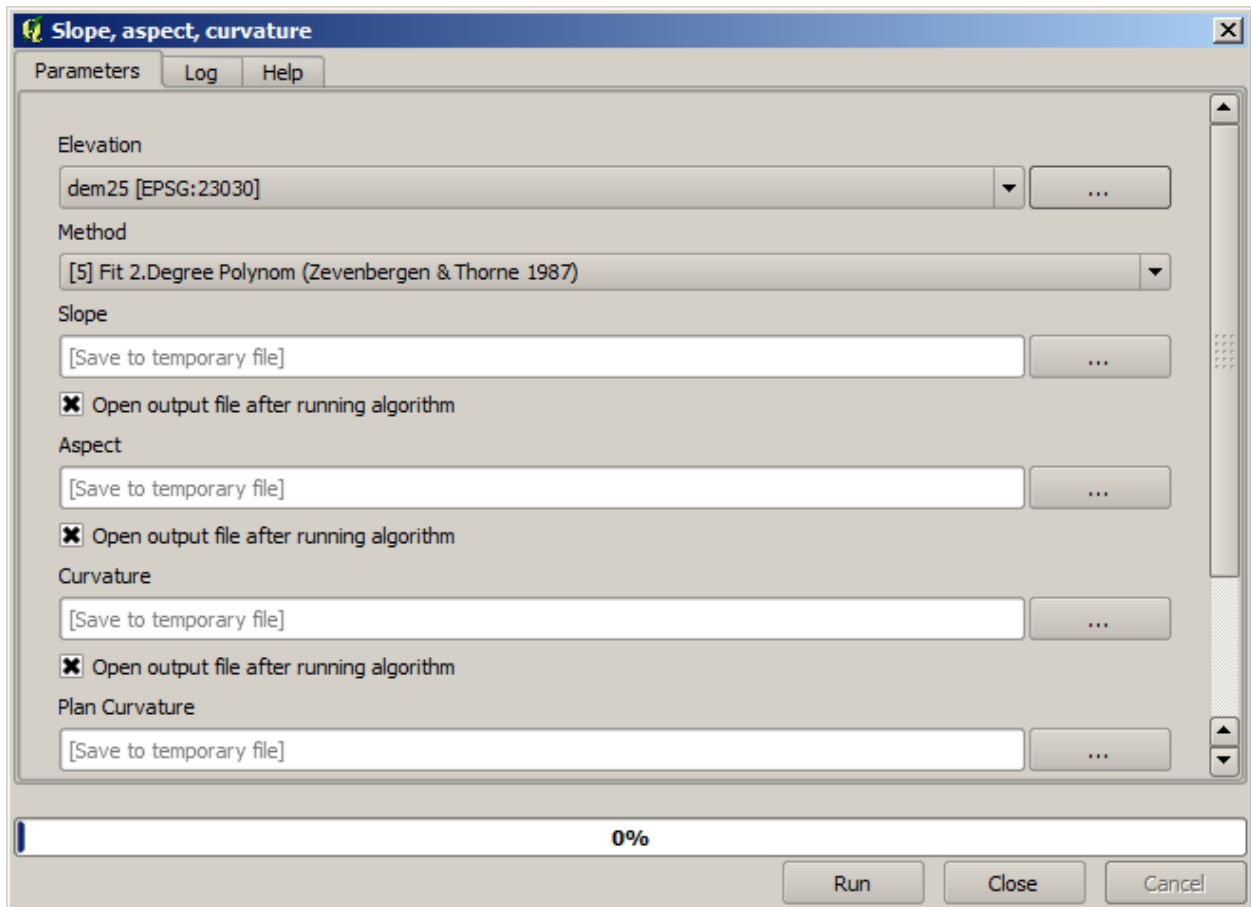 Slope, aspect, curvature
Parameters Log Help
Elevation
dem25 [EPSG:23030] ...
Method
[5] Fit 2.Degree Polynom (Zevenbergen & Thorne 1987)
Slope
[Save to temporary file] ...
Open output file after running algorithm
Aspect
[Save to temporary file] ...
Open output file after running algorithm
Curvature
[Save to temporary file] ...
Open output file after running algorithm
Plan Curvature
[Save to temporary file] ...
0%
Run Close Cancel